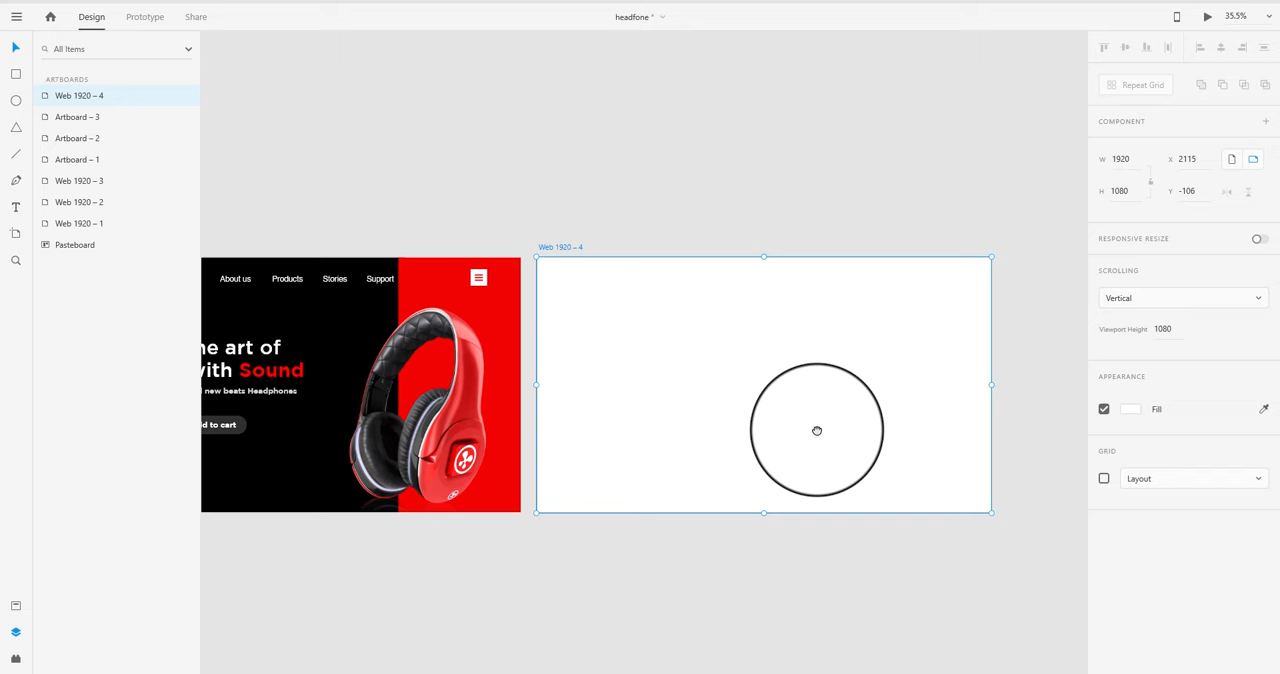 Design Prototype Share headfone * 35.5%
All Items
ARTBOARDS
Web 1920 – 4
Artboard – 3
Artboard – 2
Artboard – 1
Web 1920 – 3
Web 1920 – 2
Web 1920 – 1
Pasteboard
Web 1920 – 4
About us Products Stories Support
he art of
with Sound
d new beats Headphones
dd to cart
Repeat Grid
COMPONENT
W 1920 X 2115
H 1080 Y -106
RESPONSIVE RESIZE
SCROLLING
Vertical
Viewport Height 1080
APPEARANCE
Fill
GRID
Layout